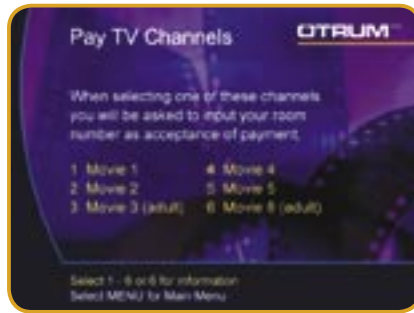 Pay TV Channels
OTRUM
When selecting one of these channels
you will be asked to input your room
number as acceptance of payment.
1 Movie 1
2 Movie 2
3 Movie 3 (adult)
4 Movie 4
5 Movie 5
6 Movie 6 (adult)
Select 1 - 6 or 6 for information
Select MENU for Main Menu